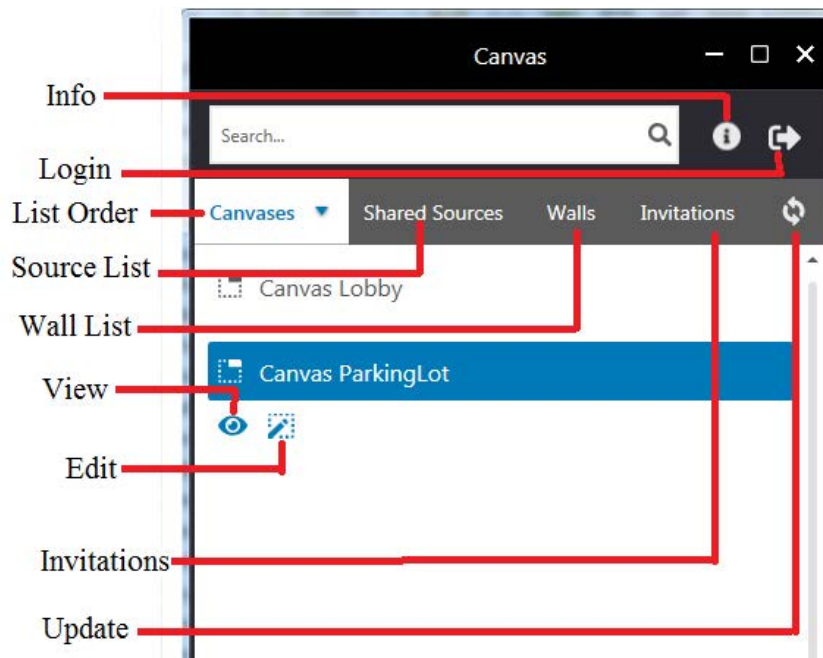 Canvas
Info
Search...
Login
List Order
Canvases Shared Sources Walls Invitations
Source List
Canvas Lobby
Wall List
View
Canvas ParkingLot
Edit
Invitations
Update